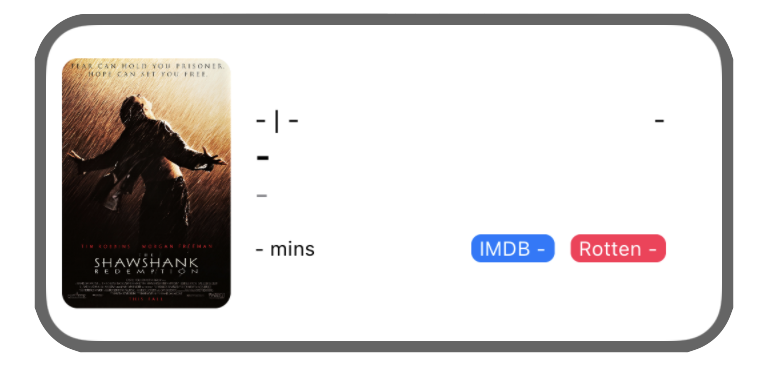 FEAR CAN HOLD YOU PRISONER.
HOPE CAN SET YOU FREE.
TIM ROBBINS MORGAN FREEMAN
THE
SHAWSHANK
REDEMPTION
- | -
-
-
-
- mins
IMDB -
Rotten -